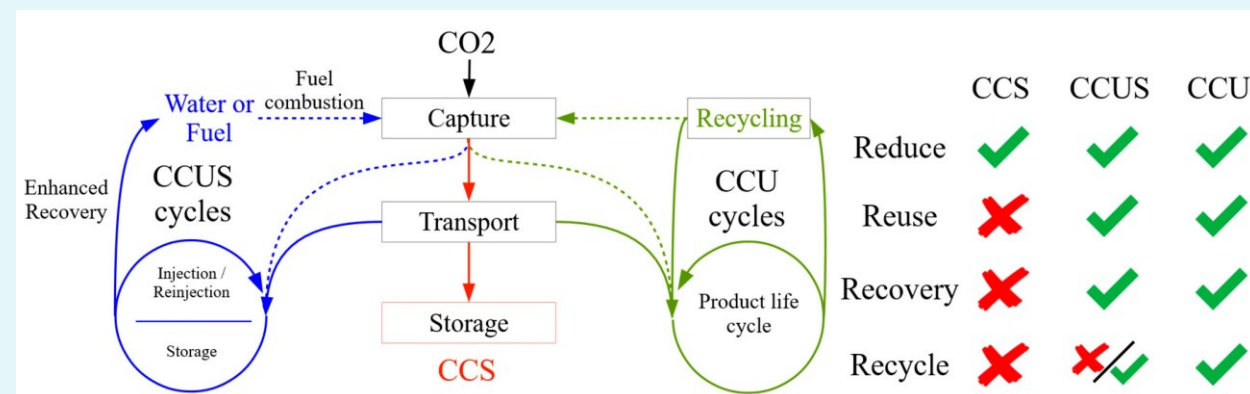 CO2
Fuel
combustion
Water or
Fuel
Capture
Recycling
Enhanced
Recovery
CCUS
cycles
CCU
cycles
Transport
Injection /
Reinjection
Storage
Product life
cycle
Storage
CCS
CCS CCUS CCU
Reduce
Reuse
Recovery
Recycle